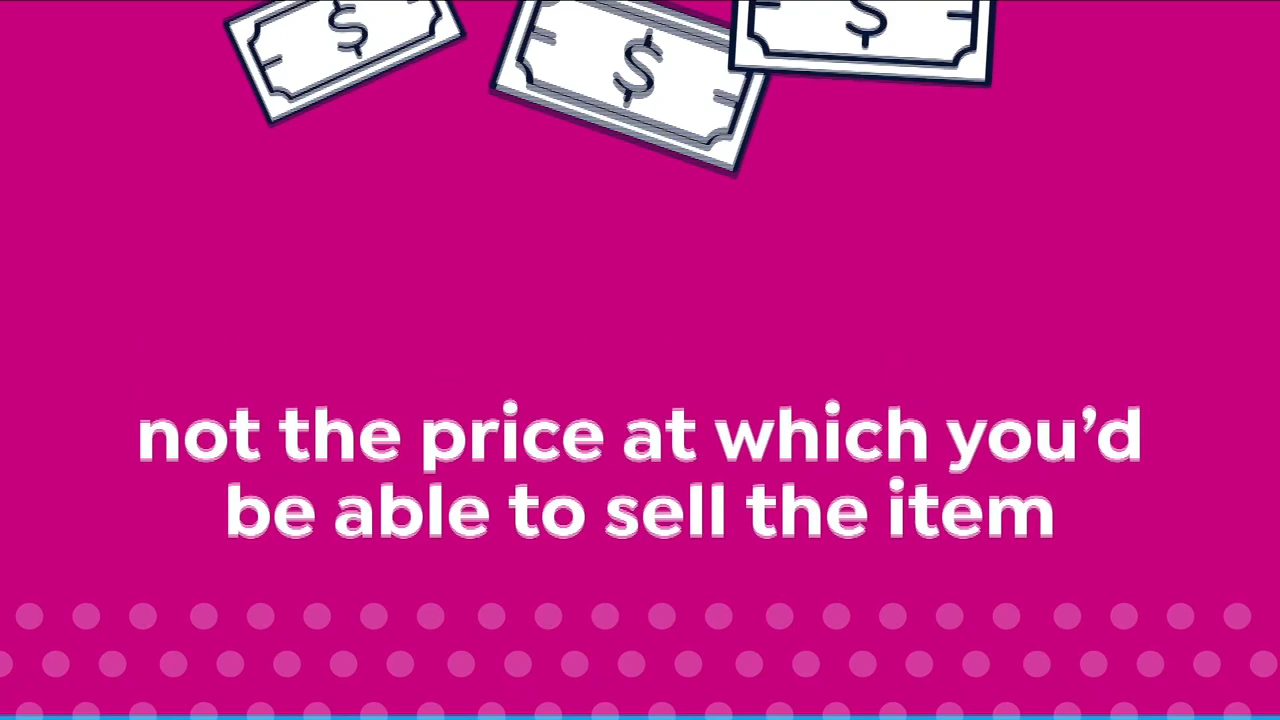 $ $ $
not the price at which you’d
be able to sell the item